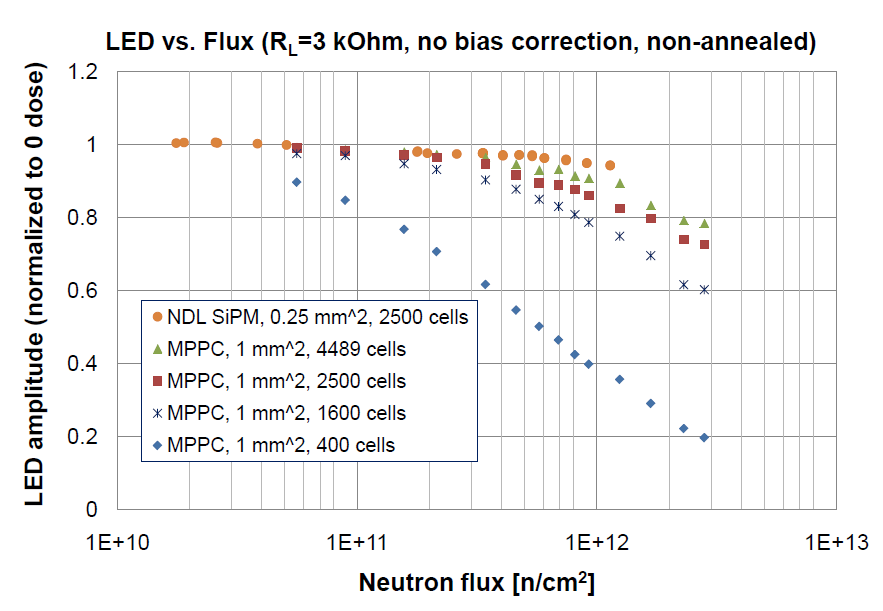 LED vs. Flux (RL=3 kOhm, no bias correction, non-annealed)
LED amplitude (normalized to 0 dose)
1.2
1
0.8
0.6
0.4
0.2
0
NDL SiPM, 0.25 mm^2, 2500 cells
MPPC, 1 mm^2, 4489 cells
MPPC, 1 mm^2, 2500 cells
MPPC, 1 mm^2, 1600 cells
MPPC, 1 mm^2, 400 cells
1E+10 1E+11 1E+12 1E+13
Neutron flux [n/cm²]